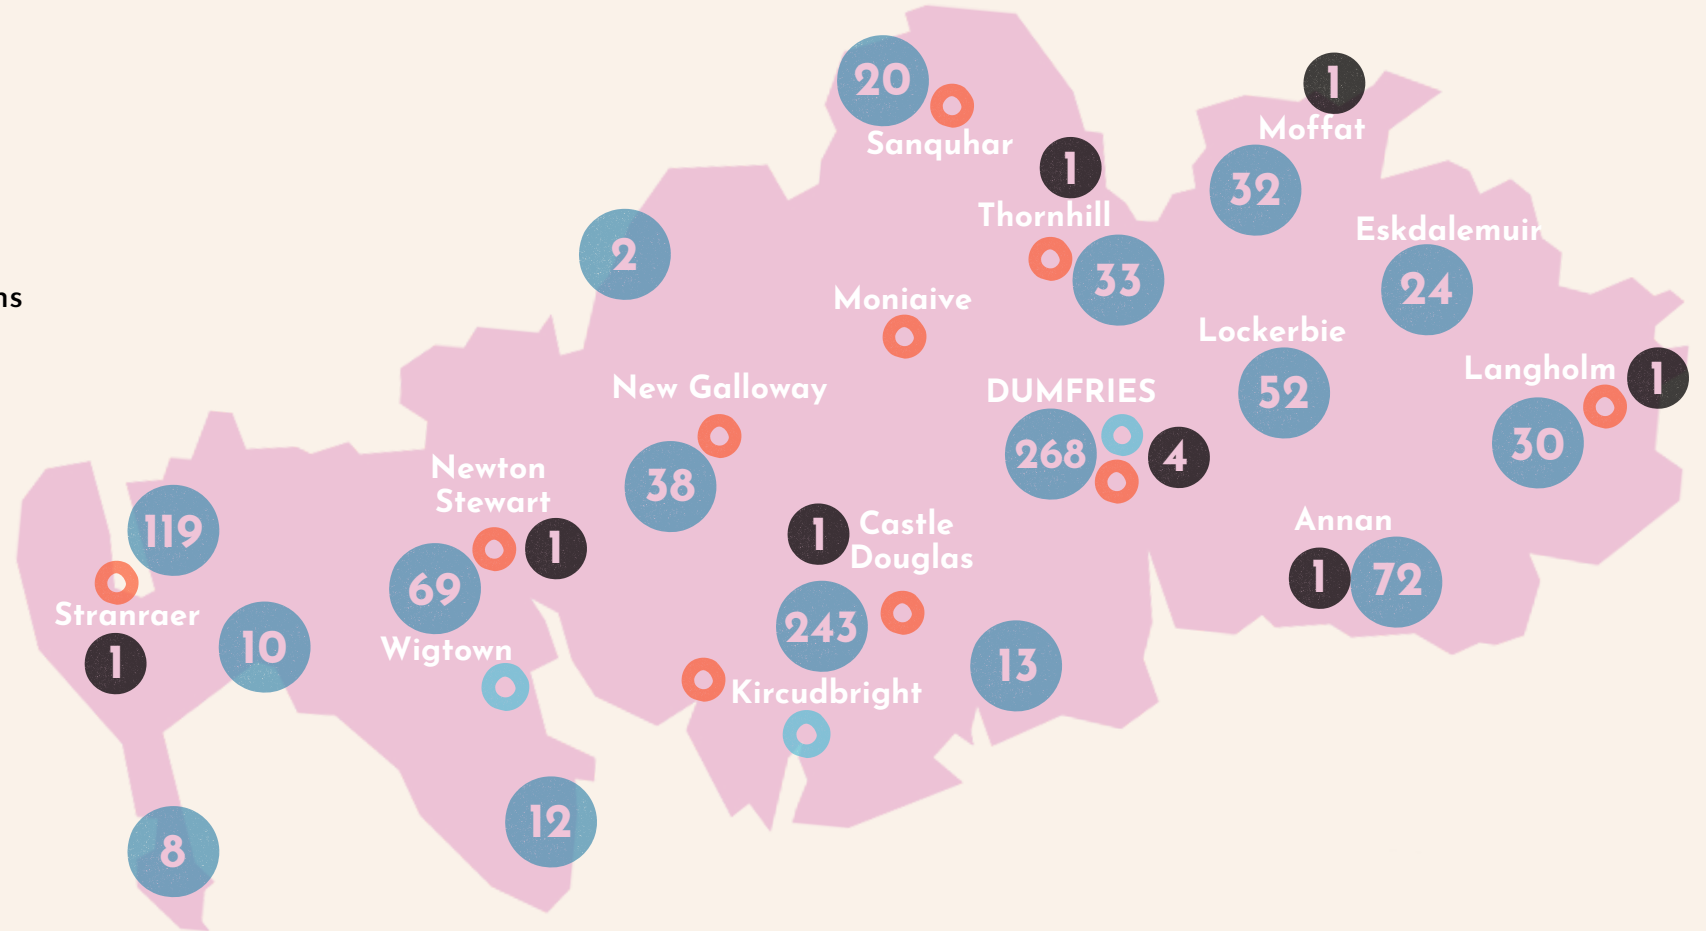 20
Sanquhar
1
Moffat
1
Thornhill
32
Eskdalemuir
2
33
24
ns
Moniaive
Lockerbie
New Galloway
DUMFRIES
52
Langholm
1
268
4
30
Newton
Stewart
38
119
1
Castle
Douglas
Annan
69
1
1
72
Stranraer
243
1
10
Wigtown
13
Kircudbright
12
8